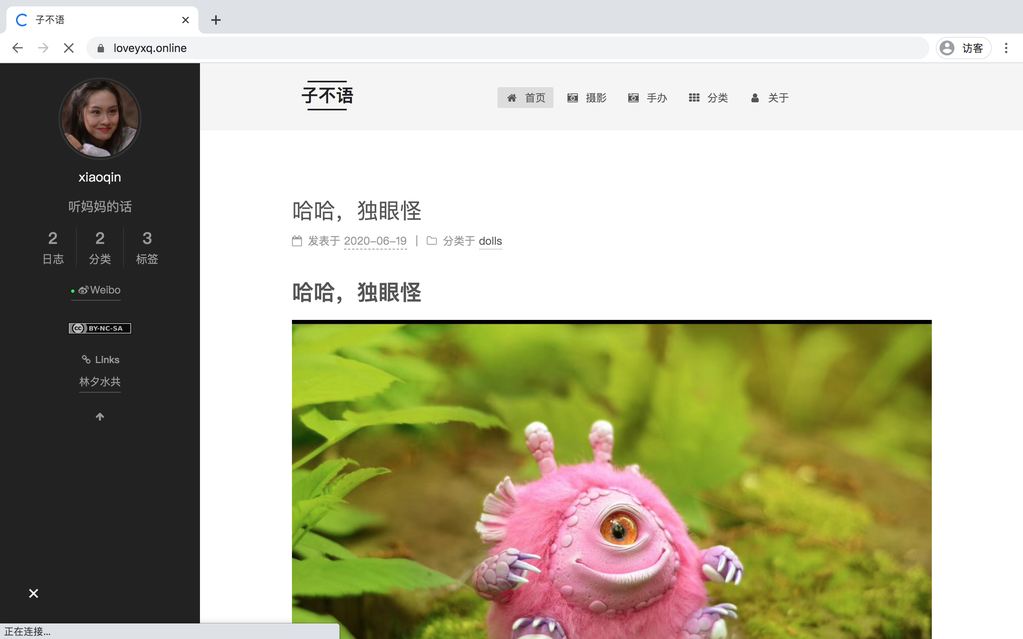 子不语
loveyxq.online
访客
子不语
首页
摄影
手办
分类
关于
xiaoqin
听妈妈的话
2
日志
2
分类
3
标签
Weibo
cc BY-NC-SA
Links
林夕水共
哈哈，独眼怪
发表于 2020-06-19 | 分类于 dolls
哈哈，独眼怪
正在连接...